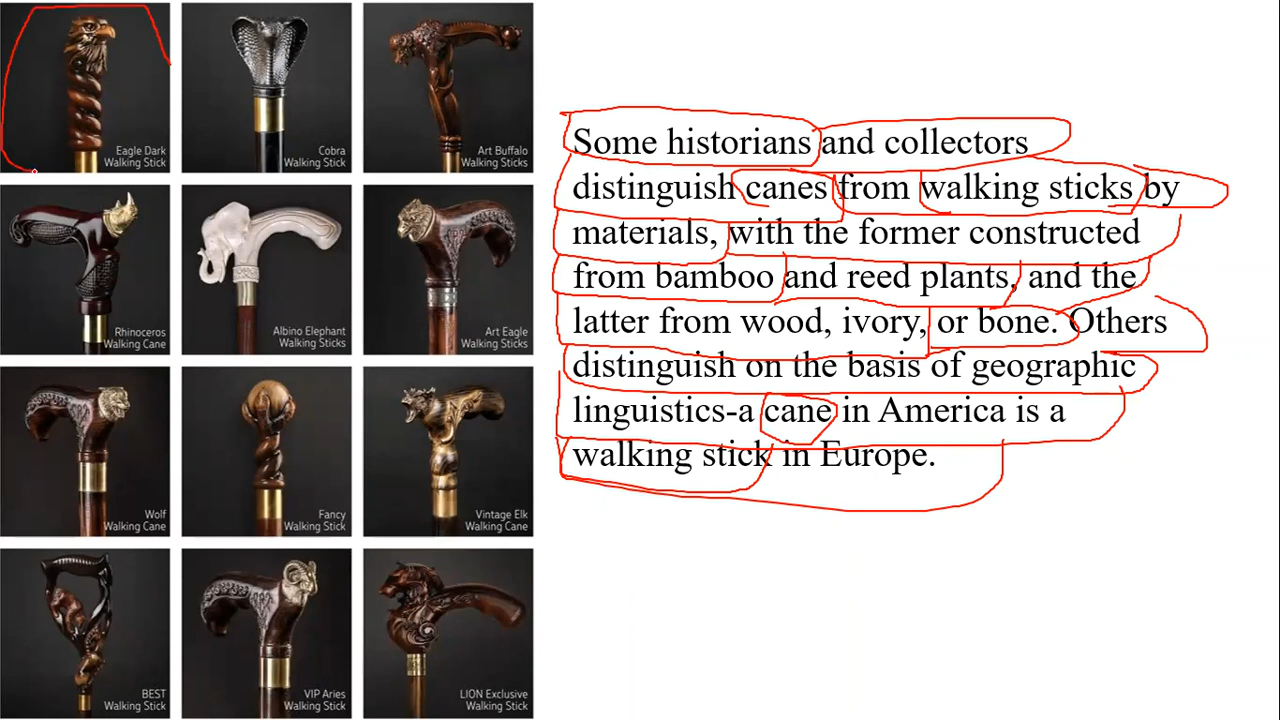 Eagle Dark
Walking Stick
Cobra
Walking Stick
Art Buffalo
Walking Sticks
Rhinoceros
Walking Cane
Albino Elephant
Walking Sticks
Art Eagle
Walking Sticks
Wolf
Walking Cane
Fancy
Walking Stick
Vintage Elk
Walking Cane
BEST
Walking Stick
VIP Aries
Walking Cane
LION Exclusive
Walking Stick
Some historians and collectors
distinguish canes from walking sticks by
materials, with the former constructed
from bamboo and reed plants, and the
latter from wood, ivory, or bone. Others
distinguish on the basis of geographic
linguistics-a cane in America is a
walking stick in Europe.